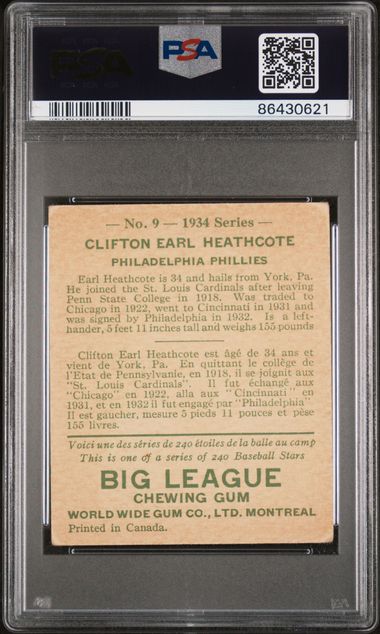 PSA
PSA
86430621
— No. 9 — 1934 Series —
CLIFTON EARL HEATHCOTE
PHILADELPHIA PHILLIES
Earl Heathcote is 34 and hails from York, Pa.
He joined the St. Louis Cardinals after leaving
Penn State College in 1918. Was traded to
Chicago in 1922, went to Cincinnati in 1931 and
was signed by Philadelphia in 1932. Is a left-
hander, 5 feet 11 inches tall and weighs 155 pounds
Clifton Earl Heathcote est âgé de 34 ans et
vient de York, Pa. En quittant le collège de
l'Etat de Pennsylvanie, en 1918, il se joignit aux
"St. Louis Cardinals". Il fut échangé aux
"Chicago" en 1922, alla aux "Cincinnati" en
1931, et en 1932 il fut engagé par "Philadelphia"
Il est gaucher, mesure 5 pieds 11 pouces et pèse
155 livres.
Voici une des séries de 240 étoiles de la balle au camp
This is one of a series of 240 Baseball Stars
BIG LEAGUE
CHEWING GUM
WORLD WIDE GUM CO., LTD. MONTREAL
Printed in Canada.